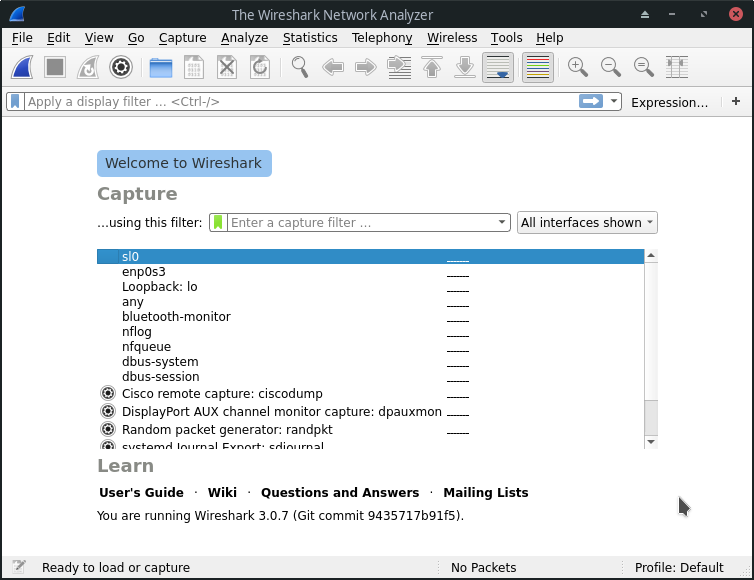 The Wireshark Network Analyzer
File Edit View Go Capture Analyze Statistics Telephony Wireless Tools Help
Apply a display filter … <Ctrl-/> Expression… +
Welcome to Wireshark
Capture
…using this filter: Enter a capture filter … All interfaces shown
sl0
enp0s3
Loopback: lo
any
bluetooth-monitor
nflog
nfqueue
dbus-system
dbus-session
Cisco remote capture: ciscodump
DisplayPort AUX channel monitor capture: dpauxmon
Random packet generator: randpkt
systemd Journal Export: sdjournal
Learn
User's Guide · Wiki · Questions and Answers · Mailing Lists
You are running Wireshark 3.0.7 (Git commit 9435717b91f5).
Ready to load or capture No Packets Profile: Default